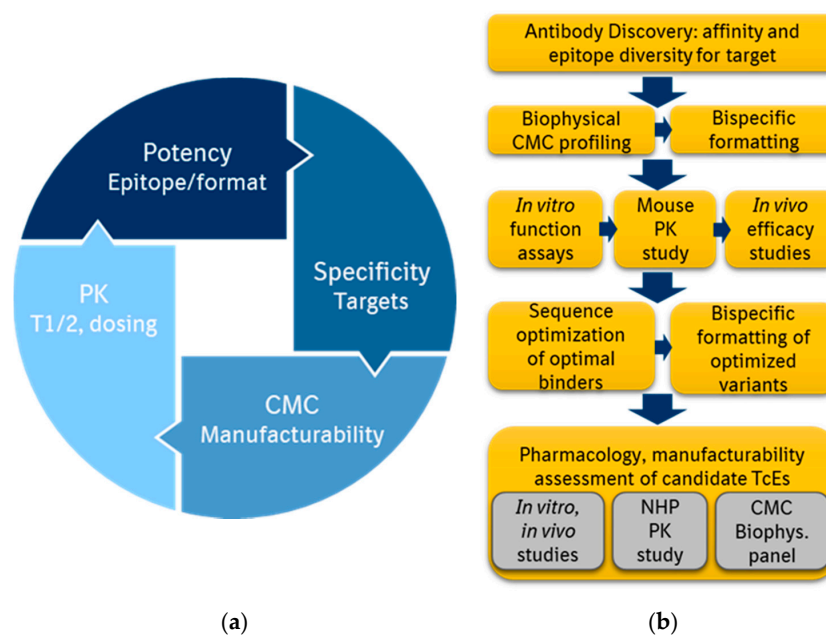 Potency
Epitope/format
Specificity
Targets
CMC
Manufacturability
PK
T1/2, dosing
(a)
Antibody Discovery: affinity and
epitope diversity for target
Biophysical
CMC profiling
Bispecific
formatting
In vitro
function
assays
Mouse
PK
study
In vivo
efficacy
studies
Sequence
optimization
of optimal
binders
Bispecific
formatting of
optimized
variants
Pharmacology, manufacturability
assessment of candidate TcEs
In vitro,
in vivo
studies
NHP
PK
study
CMC
Biophys.
panel
(b)